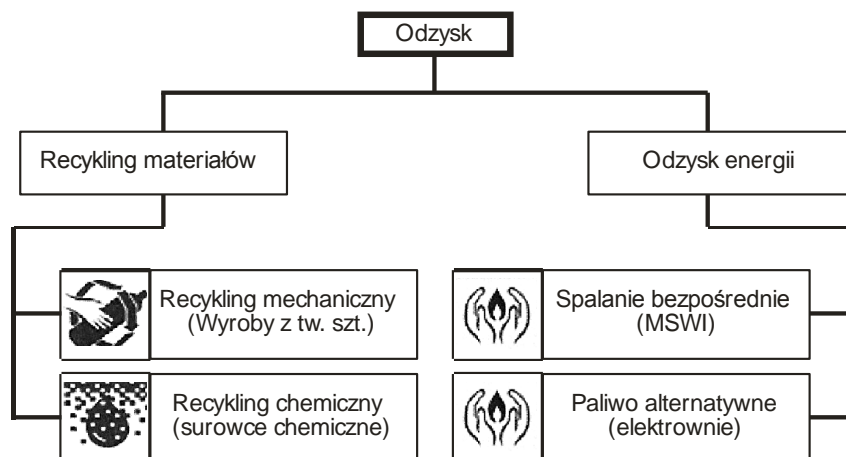 Odzysk
Recykling materiałów
Odzysk energii
Recykling mechaniczny
(Wyroby z tw. szt.)
Spalanie bezpośrednie
(MSWI)
Recykling chemiczny
(surowce chemiczne)
Paliwo alternatywne
(elektrownie)